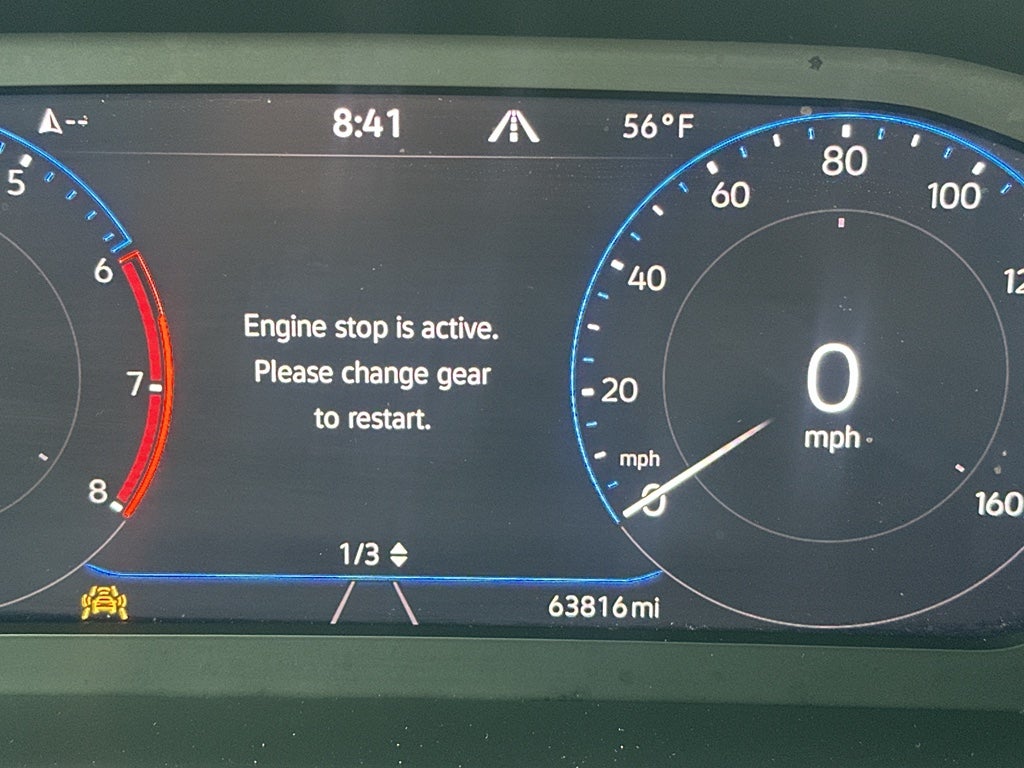 --
8:41
56°F
5
6
7
8
Engine stop is active.
Please change gear
to restart.
1/3
63816mi
0
20
40
60
80
100
160
mph
0
mph